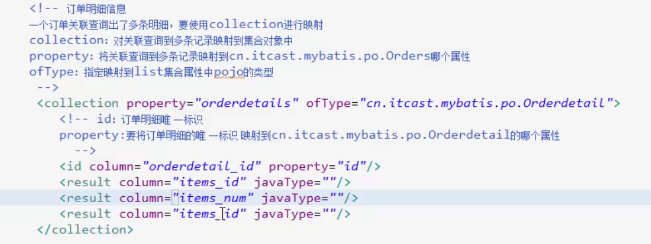 <!-- 订单明细信息
一个订单关联查询出了多条明细，要使用collection进行映射
collection：对关联查询到多条记录映射到集合对象中
property：将关联查询到多条记录映射到cn.itcast.mybatis.po.Orders哪个属性
ofType：指定映射到list集合属性中pojo的类型
-->
<collection property="orderdetails" ofType="cn.itcast.mybatis.po.Orderdetail">
<!-- id：订单明细唯一标识
property:要将订单明细的唯一标识 映射到cn.itcast.mybatis.po.Orderdetail的哪个属性
-->
<id column="orderdetail_id" property="id"/>
<result column="items_id" javaType=""/>
<result column="items_num" javaType=""/>
<result column="items_id" javaType=""/>
</collection>